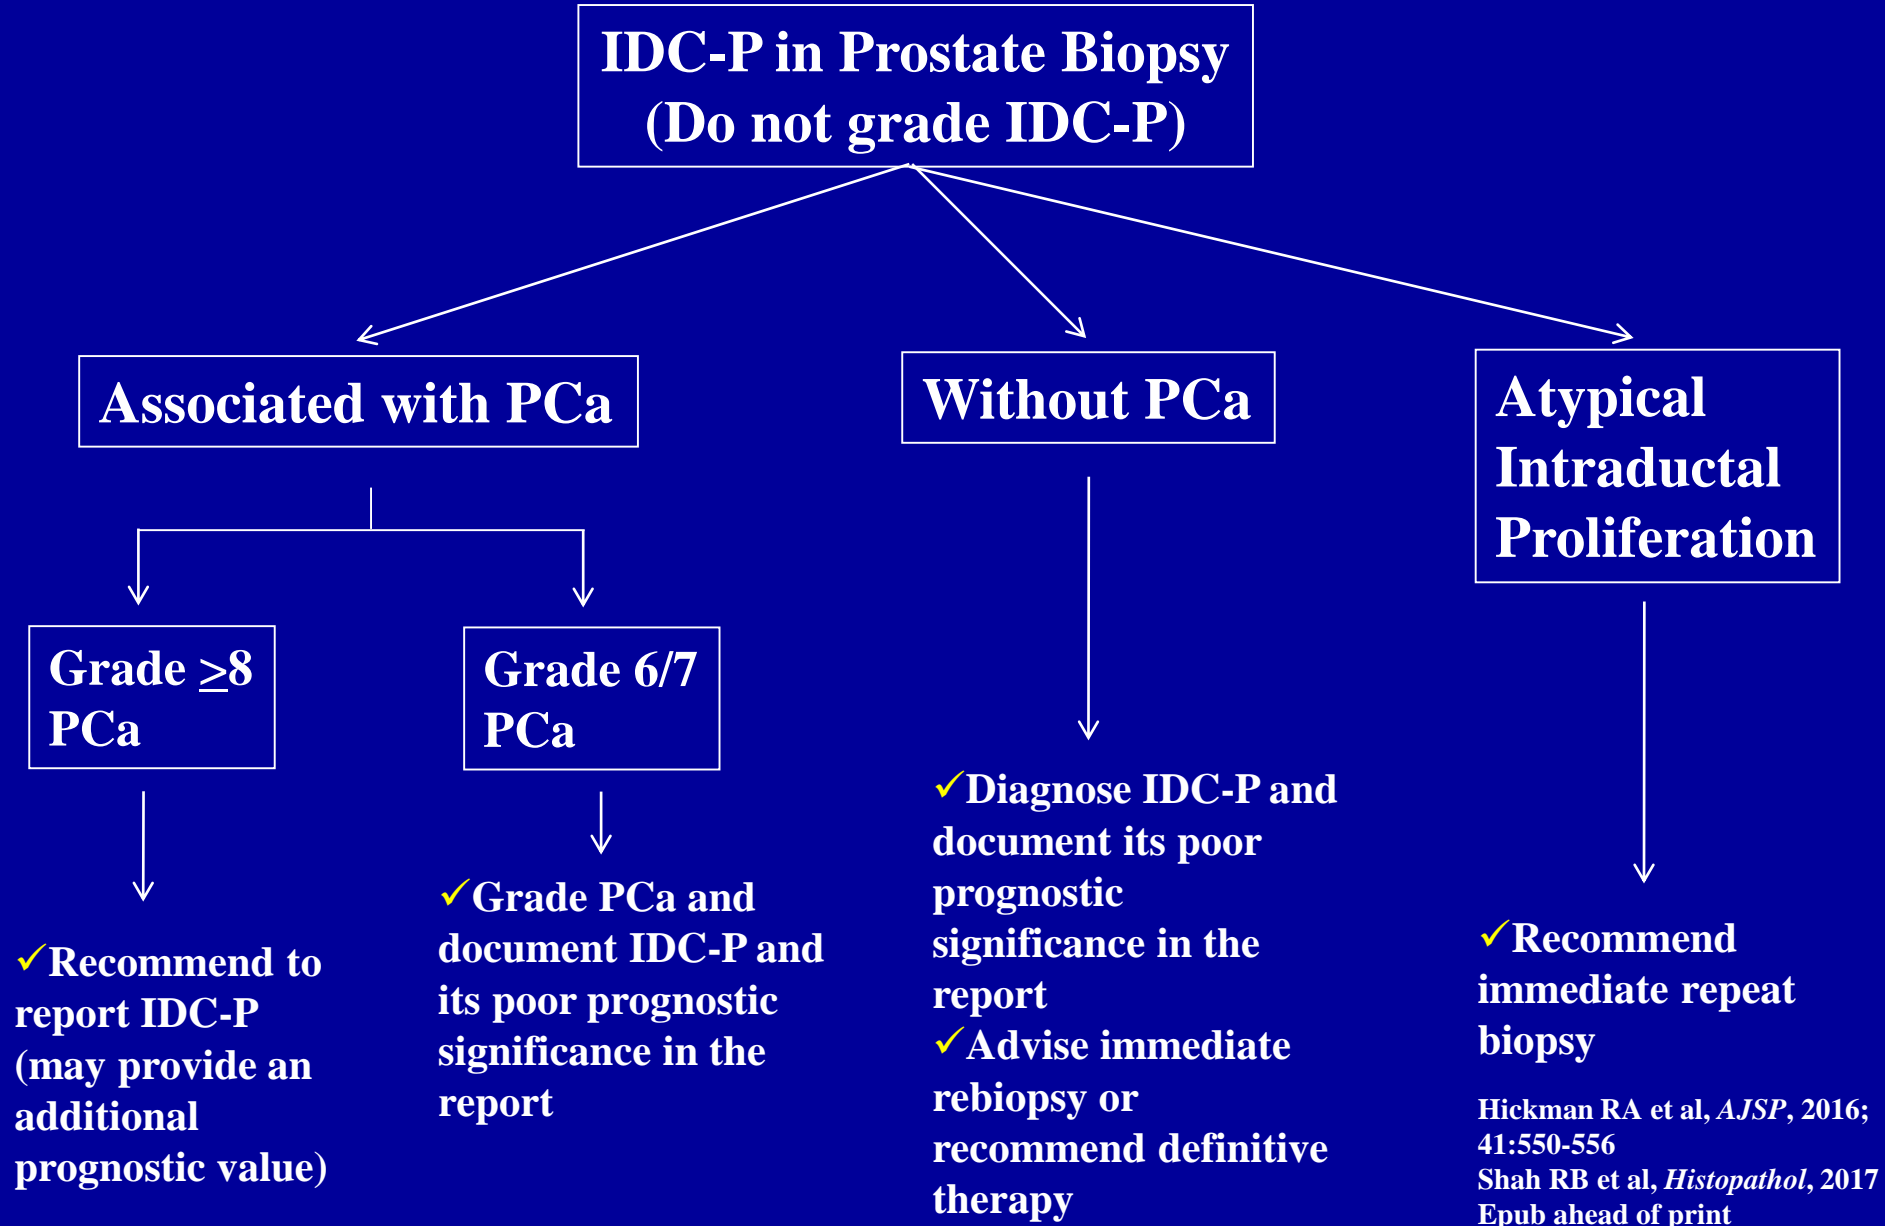 IDC-P in Prostate Biopsy
(Do not grade IDC-P)
Associated with PCa
Without PCa
Atypical
Intraductal
Proliferation
Grade ≥8
PCa
Grade 6/7
PCa
✓Recommend to
report IDC-P
(may provide an
additional
prognostic value)
✓Grade PCa and
document IDC-P and
its poor prognostic
significance in the
report
✓Diagnose IDC-P and
document its poor
prognostic
significance in the
report
✓Advise immediate
rebiopsy or
recommend definitive
therapy
✓Recommend
immediate repeat
biopsy
Hickman RA et al, AJSP, 2016;
41:550-556
Shah RB et al, Histopathol, 2017
Epub ahead of print